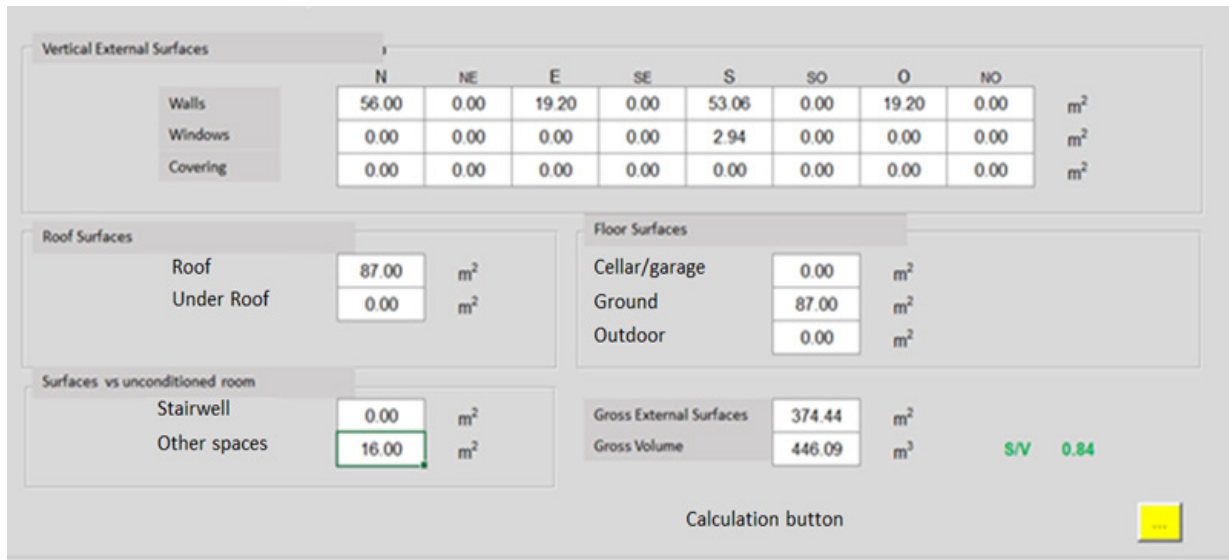 Vertical External Surfaces
N NE E SE S SO O NO
Walls 56.00 0.00 19.20 0.00 53.06 0.00 19.20 0.00 m²
Windows 0.00 0.00 0.00 0.00 2.94 0.00 0.00 0.00 m²
Covering 0.00 0.00 0.00 0.00 0.00 0.00 0.00 0.00 m²
Roof Surfaces
Roof 87.00 m²
Under Roof 0.00 m²
Floor Surfaces
Cellar/garage 0.00 m²
Ground 87.00 m²
Outdoor 0.00 m²
Surfaces vs unconditioned room
Stairwell 0.00 m²
Other spaces 16.00 m²
Gross External Surfaces 374.44 m²
Gross Volume 446.09 m³ S/V 0.84
Calculation button ...